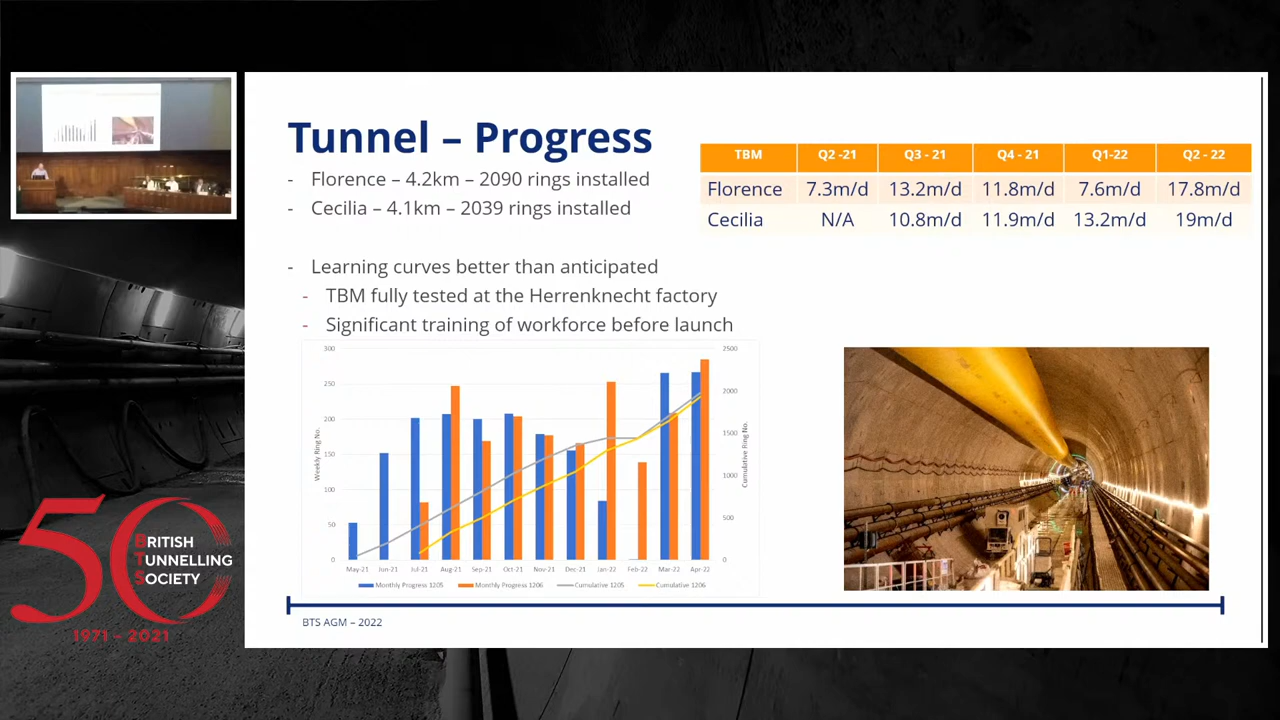 Tunnel – Progress
- Florence – 4.2km – 2090 rings installed
- Cecilia – 4.1km – 2039 rings installed
TBM Q2 -21 Q3 - 21 Q4 - 21 Q1-22 Q2 - 22
Florence 7.3m/d 13.2m/d 11.8m/d 7.6m/d 17.8m/d
Cecilia N/A 10.8m/d 11.9m/d 13.2m/d 19m/d
- Learning curves better than anticipated
- TBM fully tested at the Herrenknecht factory
- Significant training of workforce before launch
300 2500
250
2000
200
1500
150
1000
100
500
50
0 0
Weekly Ring No.
Cumulative Ring No.
May-21 Jun-21 Jul-21 Aug-21 Sep-21 Oct-21 Nov-21 Dec-21 Jan-22 Feb-22 Mar-22 Apr-22
Monthly Progress 1205 Monthly Progress 1206 Cumulative 1205 Cumulative 1206
BTS AGM – 2022
50
BRITISH
TUNNELLING
SOCIETY
1971 – 2021